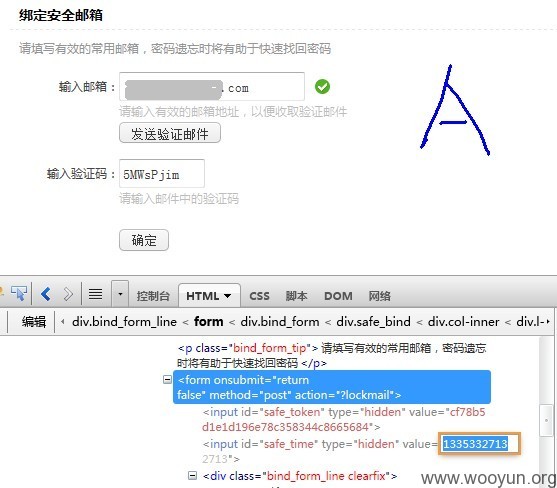 绑定安全邮箱
请填写有效的常用邮箱，密码遗忘时将有助于快速找回密码
输入邮箱： .com
请输入有效的邮箱地址，以便收取验证邮件
发送验证邮件
输入验证码： 5MWsPjim
请输入邮件中的验证码
确定
A
控制台 HTML CSS 脚本 DOM 网络
编辑 div.bind_form_line < form < div.bind_form < div.safe_bind < div.col-inner < div.l-
<p class="bind_form_tip"> 请填写有效的常用邮箱，密码遗忘
时将有助于快速找回密码 </p>
<form onsubmit="return
false" method="post" action="?lockmail">
<input id="safe_token" type="hidden" value="cf78b5
d1e1d196e78c358344c8665684">
<input id="safe_time" type="hidden" value= 1335332713
2713">
<div class="bind_form_line clearfix">
www.wooyun.org